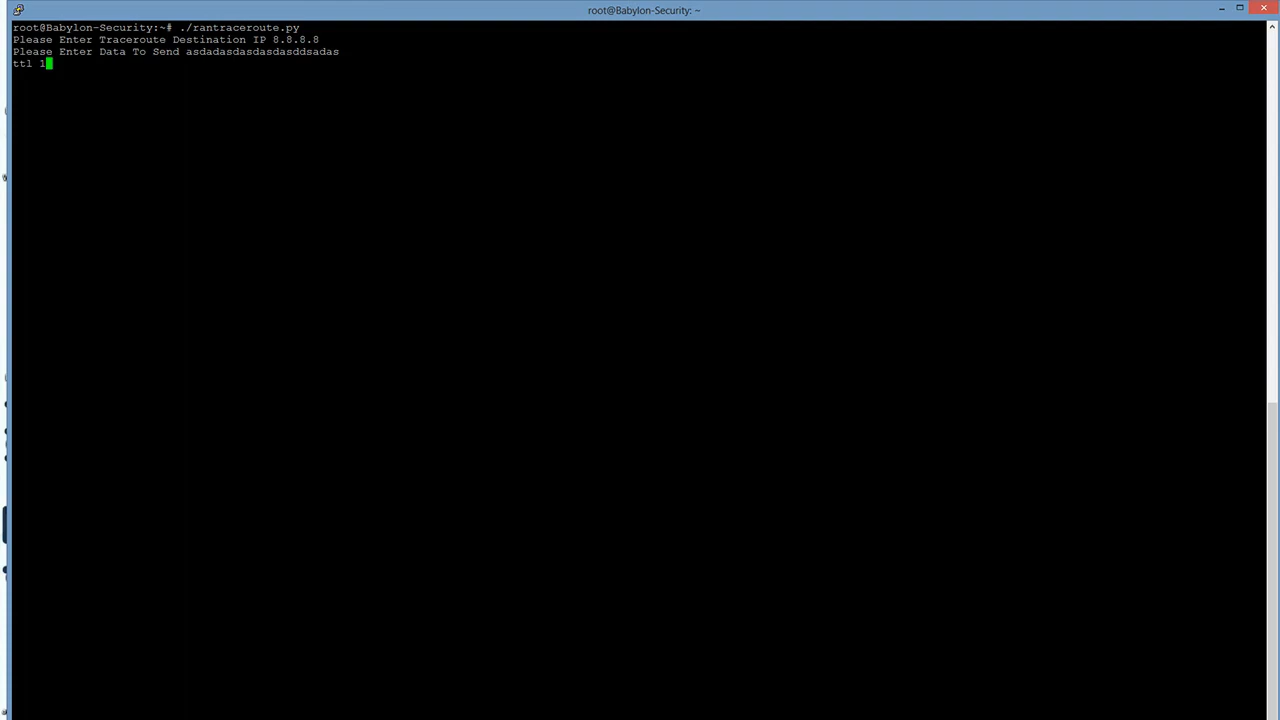 root@Babylon-Security: ~
root@Babylon-Security:~# ./rantraceroute.py
Please Enter Traceroute Destination IP 8.8.8.8
Please Enter Data To Send asdadasdasdasdasddsadas
ttl 1